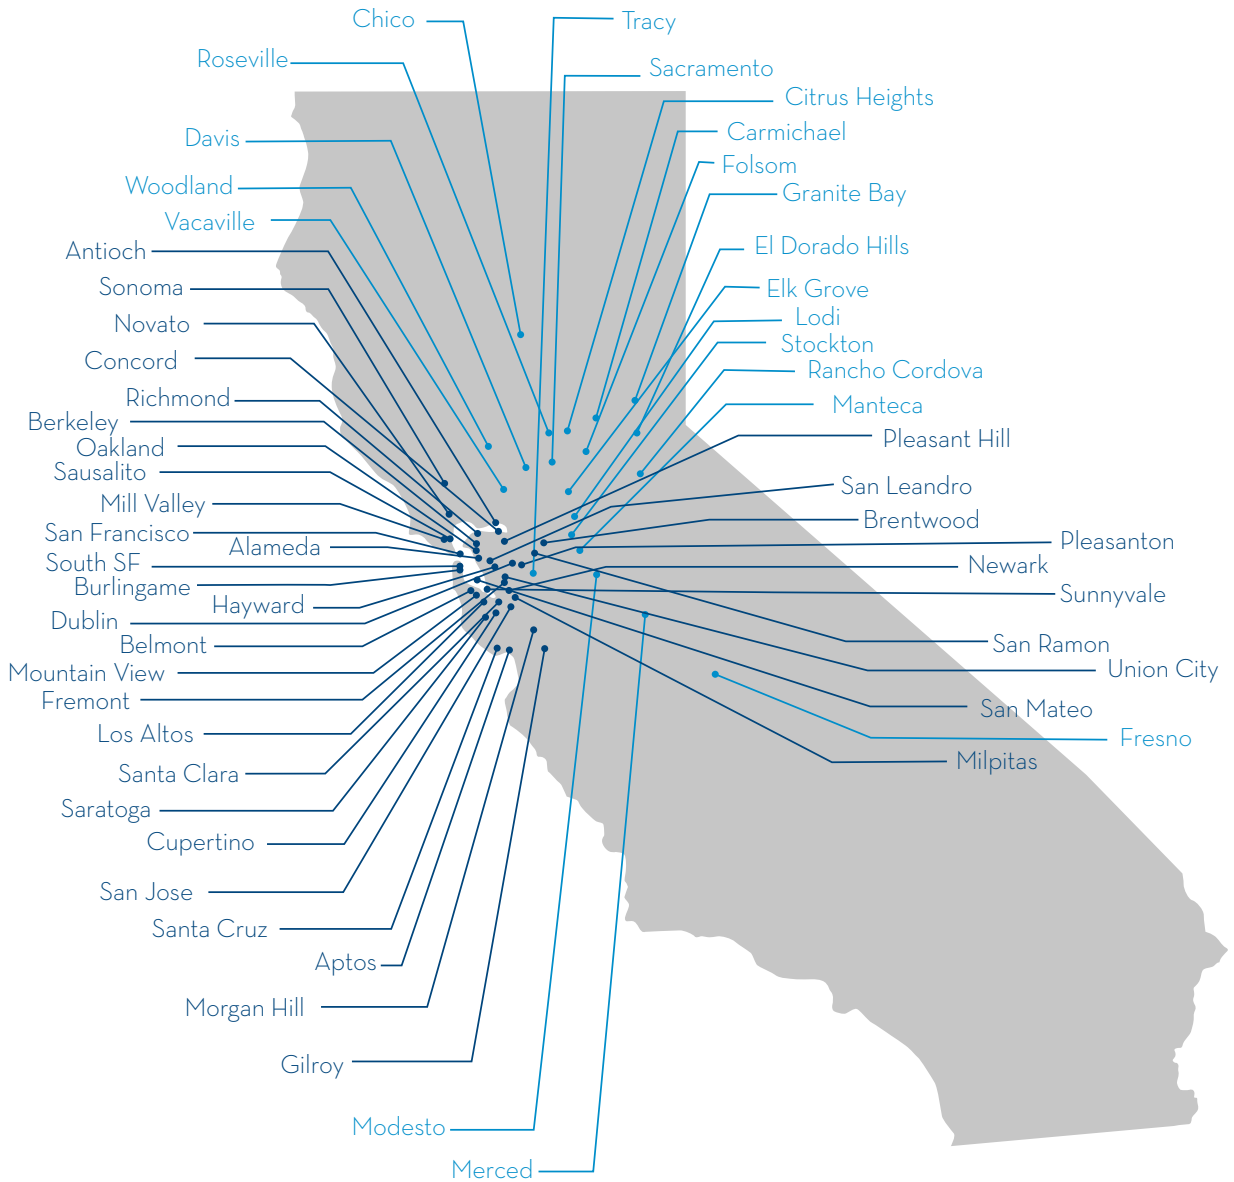 Chico
Tracy
Roseville
Sacramento
Citrus Heights
Davis
Carmichael
Folsom
Woodland
Granite Bay
Vacaville
Antioch
El Dorado Hills
Sonoma
Elk Grove
Novato
Lodi
Concord
Stockton
Rancho Cordova
Richmond
Manteca
Berkeley
Pleasant Hill
Oakland
Sausalito
San Leandro
Mill Valley
Brentwood
San Francisco
Alameda
Pleasanton
South SF
Newark
Burlingame
Sunnyvale
Hayward
Dublin
Belmont
San Ramon
Mountain View
Union City
Fremont
San Mateo
Los Altos
Fresno
Santa Clara
Milpitas
Saratoga
Cupertino
San Jose
Santa Cruz
Aptos
Morgan Hill
Gilroy
Modesto
Merced